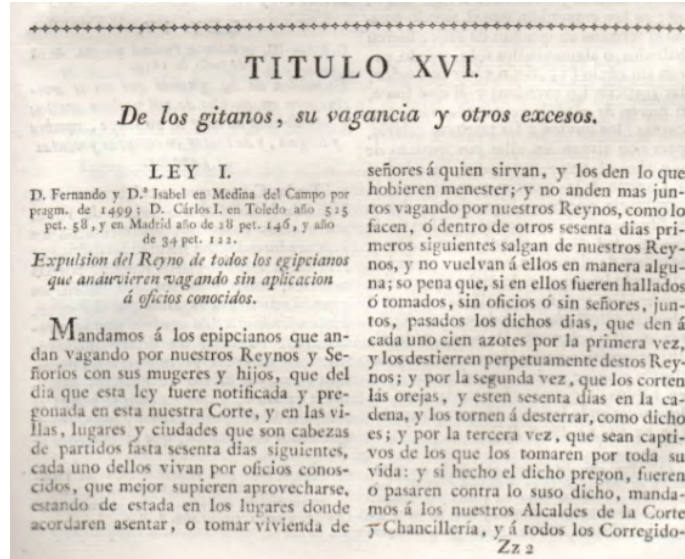 TITULO XVI.
De los gitanos, su vagancia y otros excesos.
LEY I.
D. Fernando y D.ª Isabel en Medina del Campo por
pragm. de 1499; D. Cárlos I. en Toledo año 525
pet. 58, y en Madrid año de 28 pet. 146, y año
de 34 pet. 122.
Expulsion del Reyno de todos los egipcianos
que anduvieren vagando sin aplicacion
á oficios conocidos.
Mandamos á los epipcianos que an-
dan vagando por nuestros Reynos y Se-
ñoríos con sus mugeres y hijos, que del
dia que esta ley fuere notificada y pre-
gonada en esta nuestra Corte, y en las vi-
llas, lugares y ciudades que son cabezas
de partidos fasta sesenta dias siguientes,
cada uno dellos vivan por oficios conos-
cidos, que mejor supieren aprovecharse,
estando de estada en los lugares donde
acordaren asentar, o tomar vivienda de
señores á quien sirvan, y los den lo que
hobieren menester; y no anden mas jun-
tos vagando por nuestros Reynos, como lo
facen, ó dentro de otros sesenta dias pri-
meros siguientes salgan de nuestros Rey-
nos, y no vuelvan á ellos en manera algu-
na; so pena que, si en ellos fueren hallados
ó tomados, sin oficios ó sin señores, jun-
tos, pasados los dichos dias, que den á
cada uno cien azotes por la primera vez,
y los destierren perpetuamente destos Rey-
nos; y por la segunda vez, que los corten
las orejas, y esten sesenta dias en la ca-
dena, y los tornen á desterrar, como dicho
es; y por la tercera vez, que sean capti-
vos de los que los tomaren por toda su
vida: y si hecho el dicho pregon, fueren
ó pasaren contra lo suso dicho, manda-
mos á los nuestros Alcaldes de la Corte
y Chancillería, y á todos los Corregido-
Zz 2